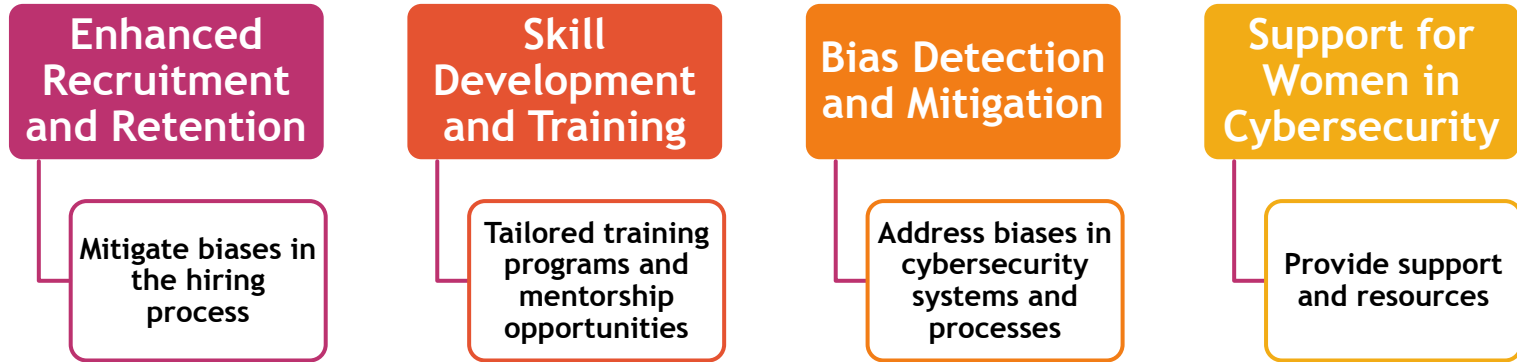 Enhanced
Recruitment
and Retention
Mitigate biases in
the hiring
process
Skill
Development
and Training
Tailored training
programs and
mentorship
opportunities
Bias Detection
and Mitigation
Address biases in
cybersecurity
systems and
processes
Support for
Women in
Cybersecurity
Provide support
and resources